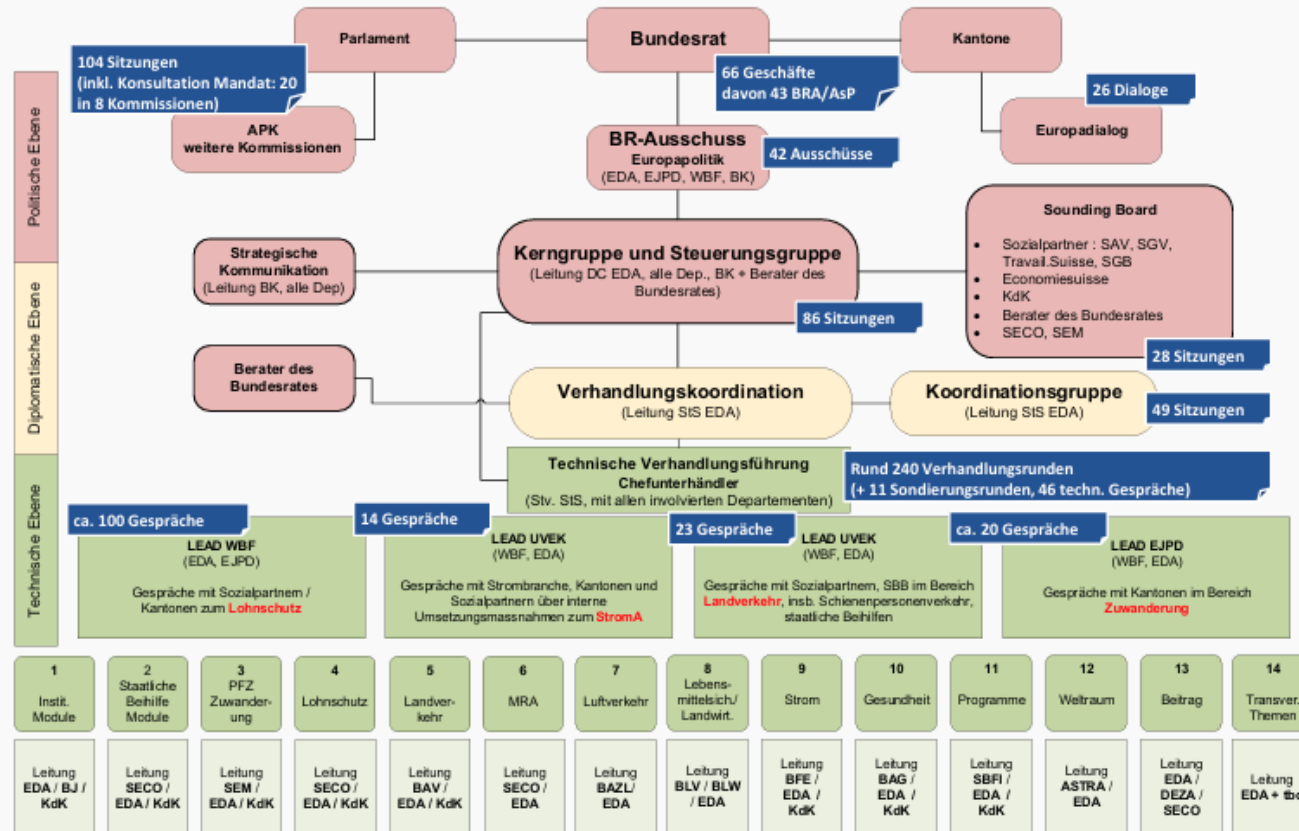 Parlament
Bundesrat
Kantone
104 Sitzungen
(inkl. Konsultation Mandat: 20
in 8 Kommissionen)
66 Geschäfte
davon 43 BRA/AsP
26 Dialoge
APK
weitere Kommissionen
BR-Ausschuss
Europapolitik
(EDA, EJPD, WBF, BK)
42 Ausschüsse
Europadialog
Politische Ebene
Sounding Board
• Sozialpartner : SAV, SGV,
Travail.Suisse, SGB
• Economiesuisse
• KdK
• Berater des Bundesrates
• SECO, SEM
28 Sitzungen
Strategische
Kommunikation
(Leitung BK, alle Dep)
Kerngruppe und Steuerungsgruppe
(Leitung DC EDA, alle Dep., BK + Berater des
Bundesrates)
86 Sitzungen
Diplomatische Ebene
Berater des
Bundesrates
Verhandlungskoordination
(Leitung StS EDA)
Koordinationsgruppe
(Leitung StS EDA)
49 Sitzungen
Technische Ebene
Technische Verhandlungsführung
Chefunterhändler
(Stv. StS, mit allen involvierten Departementen)
Rund 240 Verhandlungsrunden
(+ 11 Sondierungsrunden, 46 techn. Gespräche)
ca. 100 Gespräche
LEAD WBF
(EDA, EJPD)
Gespräche mit Sozialpartnern /
Kantonen zum Lohnschutz
14 Gespräche
LEAD UVEK
(WBF, EDA)
Gespräche mit Strombranche, Kantonen und
Sozialpartnern über interne
Umsetzungsmassnahmen zum StromA
23 Gespräche
LEAD UVEK
(WBF, EDA)
Gespräche mit Sozialpartnern, SBB im Bereich
Landverkehr, insb. Schienenpersonenverkehr,
staatliche Beihilfen
ca. 20 Gespräche
LEAD EJPD
(WBF, EDA)
Gespräche mit Kantonen im Bereich
Zuwanderung
1
Instit.
Module
2
Staatliche
Beihilfe
Module
3
PFZ
Zuwander-
ung
4
Lohnschutz
5
Landver-
kehr
6
MRA
7
Luftverkehr
8
Lebens-
mittelsich./
Landwirt.
9
Strom
10
Gesundheit
11
Programme
12
Weltraum
13
Beitrag
14
Transver.
Themen
Leitung
EDA / BJ /
KdK
Leitung
SECO /
EDA / KdK
Leitung
SEM /
EDA / KdK
Leitung
SECO /
EDA / KdK
Leitung
BAV /
EDA / KdK
Leitung
SECO /
EDA
Leitung
BAZL/
EDA
Leitung
BLV / BLW
/ EDA
Leitung
BFE /
EDA /
KdK
Leitung
BAG /
EDA /
KdK
Leitung
SBFI /
EDA /
KdK
Leitung
ASTRA /
EDA
Leitung
EDA /
DEZA /
SECO
Leitung
EDA +